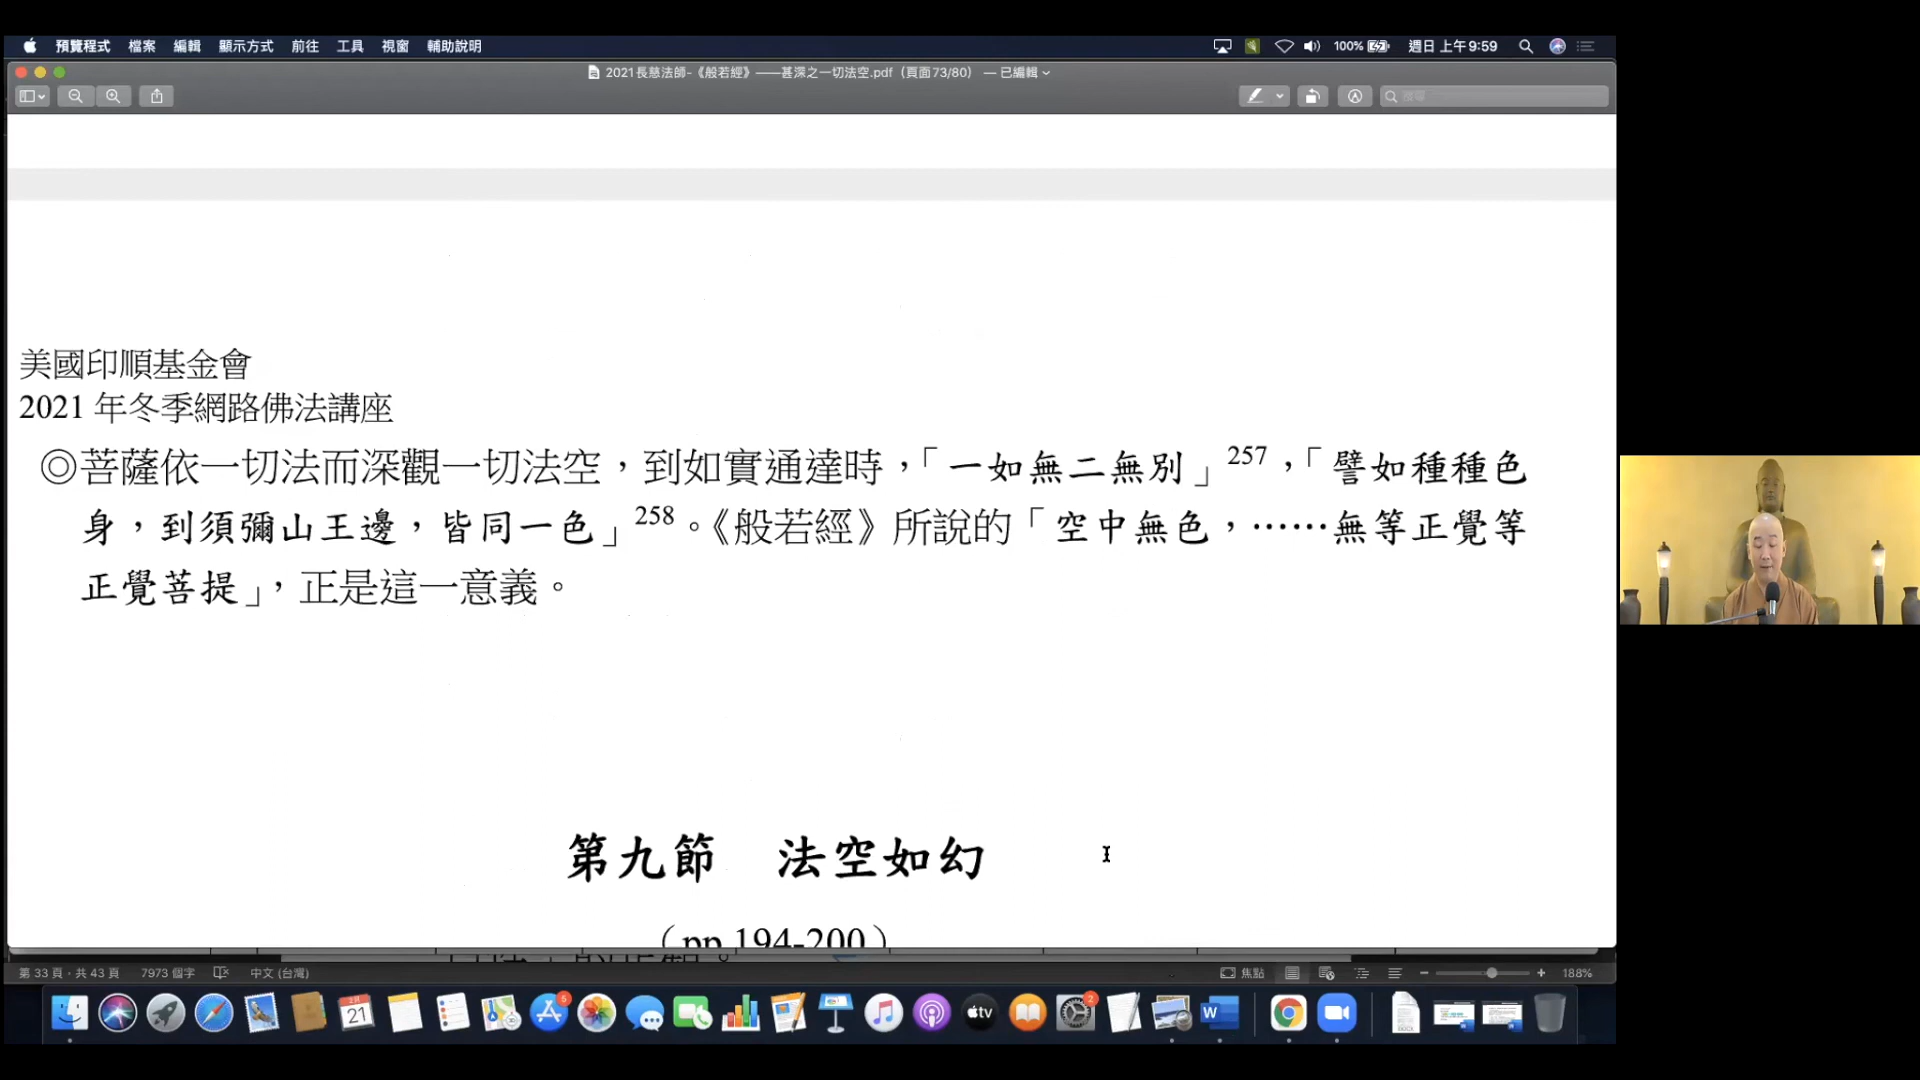 預覽程式 檔案 編輯 顯示方式 前往 工具 視窗 輔助說明 100% 週日上午9:59
2021長慈法師-《般若經》——甚深之一切法空.pdf（頁面73/80） — 已編輯
搜尋
美國印順基金會
2021 年冬季網路佛法講座
◎菩薩依一切法而深觀一切法空，到如實通達時，「一如無二無別」257，「譬如種種色
身，到須彌山王邊，皆同一色」258。《般若經》所說的「空中無色，……無等正覺等
正覺菩提」，正是這一意義。
第九節　法空如幻
（pp.194-200）
第 33 頁，共 43 頁 7973 個字 中文 (台灣) 焦點 188%
5 21 tv 2 W